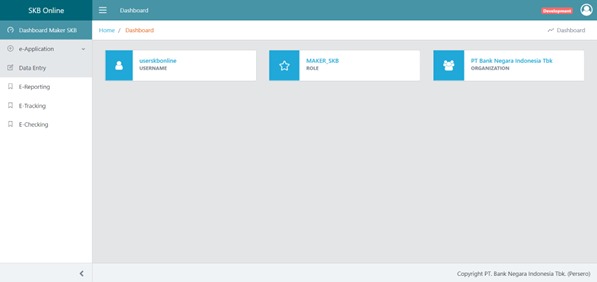 SKB Online
Dashboard
Development
Dashboard Maker SKB
Home / Dashboard
Dashboard
e-Application
Data Entry
E-Reporting
E-Tracking
E-Checking
userskbonline
USERNAME
MAKER_SKB
ROLE
PT Bank Negara Indonesia Tbk
ORGANIZATION
Copyright PT. Bank Negara Indonesia Tbk. (Persero)